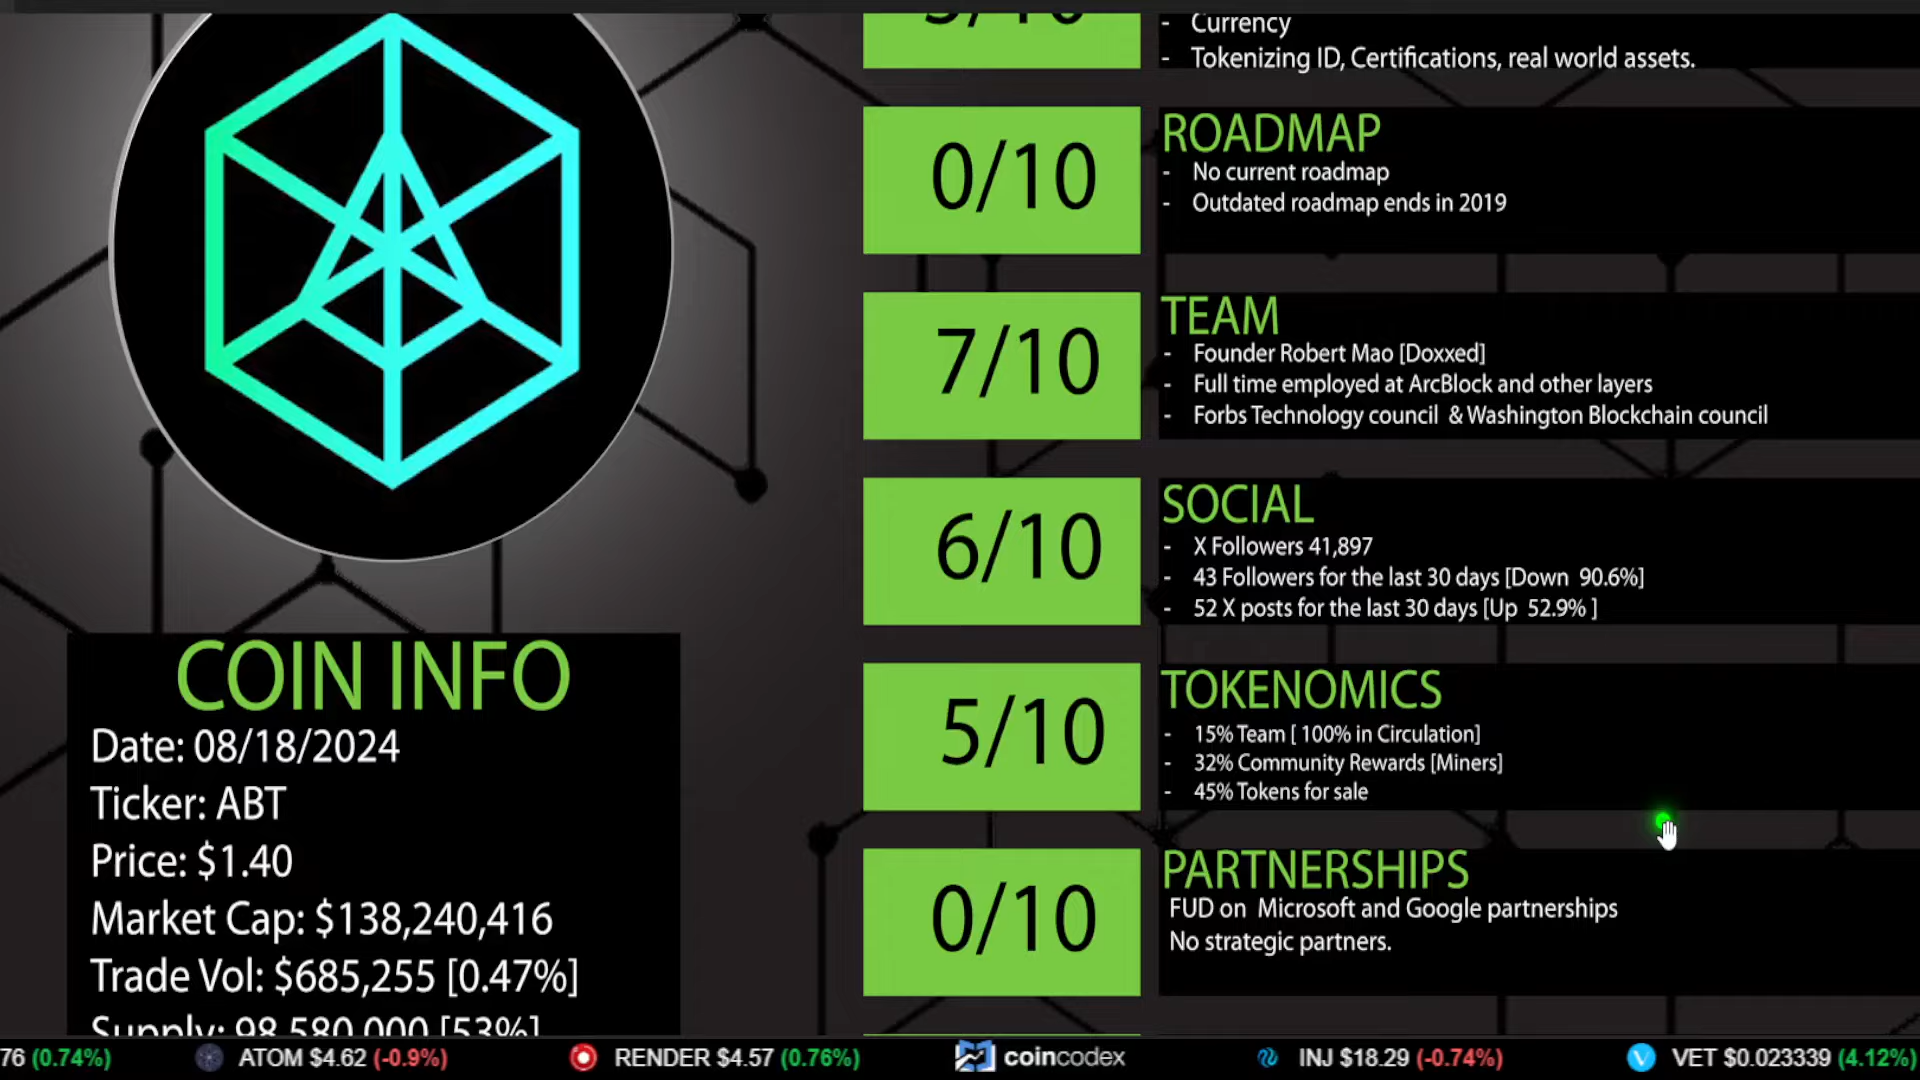 Currency
- Tokenizing ID, Certifications, real world assets.
0/10
ROADMAP
- No current roadmap
- Outdated roadmap ends in 2019
7/10
TEAM
- Founder Robert Mao [Doxxed]
- Full time employed at ArcBlock and other layers
- Forbs Technology council & Washington Blockchain council
6/10
SOCIAL
- X Followers 41,897
- 43 Followers for the last 30 days [Down 90.6%]
- 52 X posts for the last 30 days [Up 52.9% ]
5/10
TOKENOMICS
- 15% Team [ 100% in Circulation]
- 32% Community Rewards [Miners]
- 45% Tokens for sale
0/10
PARTNERSHIPS
FUD on Microsoft and Google partnerships
No strategic partners.
COIN INFO
Date: 08/18/2024
Ticker: ABT
Price: $1.40
Market Cap: $138,240,416
Trade Vol: $685,255 [0.47%]
Supply: 98,580,000 [53%]
76 (0.74%) ATOM $4.62 (-0.9%) RENDER $4.57 (0.76%) coincodex INJ $18.29 (-0.74%) VET $0.023339 (4.12%)